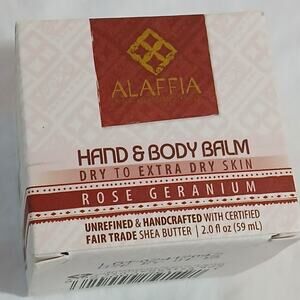 ALAFFIA
HAND & BODY BALM
DRY TO EXTRA DRY SKIN
ROSE GERANIUM
UNREFINED & HANDCRAFTED WITH CERTIFIED
FAIR TRADE SHEA BUTTER | 2.0 fl oz (59 mL)